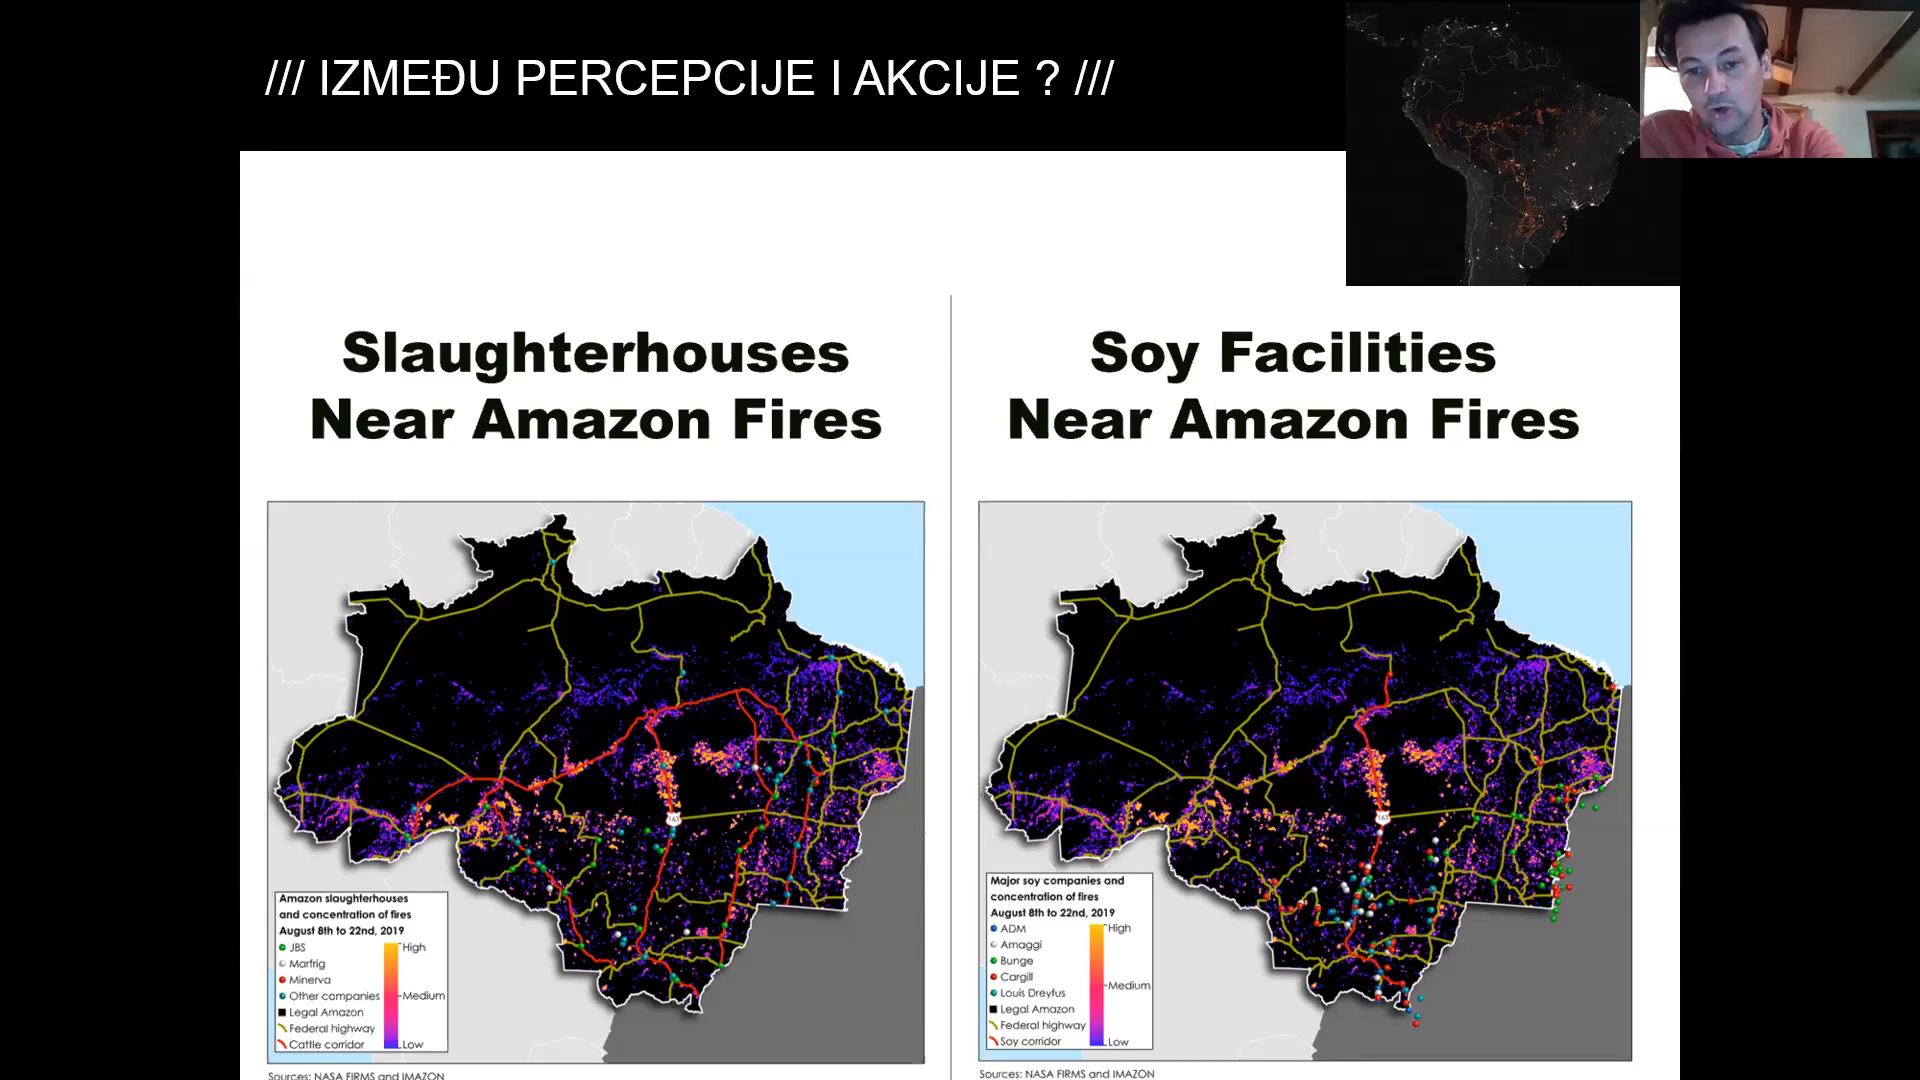 /// IZMEĐU PERCEPCIJE I AKCIJE ? ///
Slaughterhouses
Near Amazon Fires
163
Amazon slaughterhouses
and concentration of fires
August 8th to 22nd, 2019
JBS
Marfrig
Minerva
Other companies
Legal Amazon
Federal highway
Cattle corridor
High
Medium
Low
Sources: NASA FIRMS and IMAZON
Soy Facilities
Near Amazon Fires
163
Major soy companies and
concentration of fires
August 8th to 22nd, 2019
ADM
Amaggi
Bunge
Cargill
Louis Dreyfus
Legal Amazon
Federal highway
Soy corridor
High
Medium
Low
Sources: NASA FIRMS and IMAZON